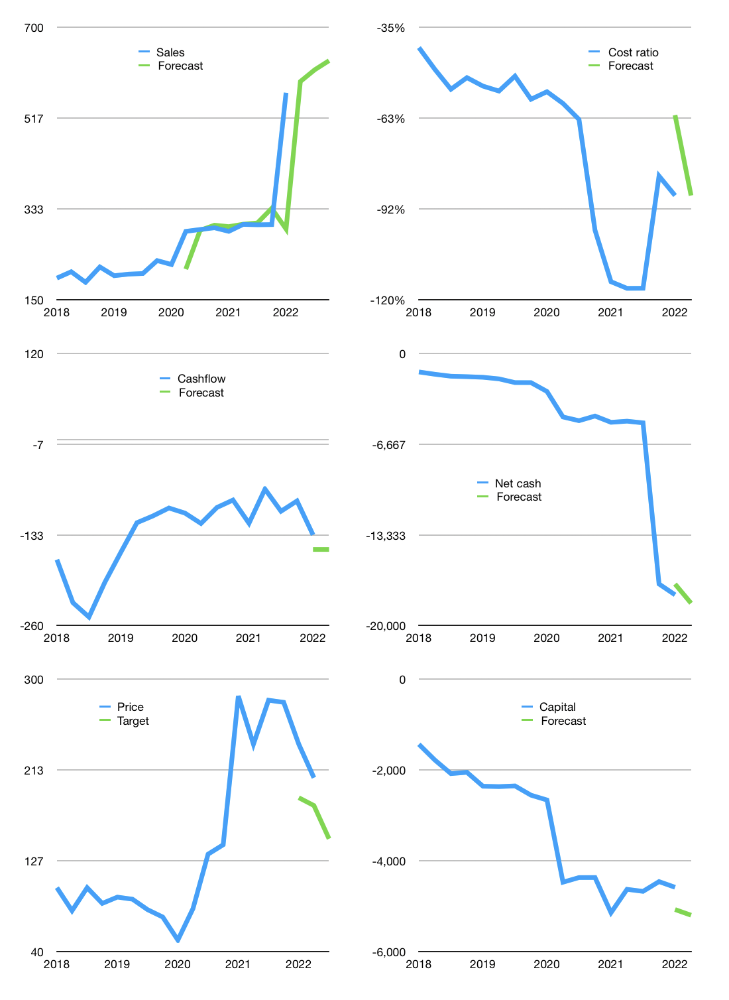 700
Sales
Forecast
517
333
150
2018 2019 2020 2021 2022
-35%
Cost ratio
Forecast
-63%
-92%
-120%
2018 2019 2020 2021 2022
120
Cashflow
Forecast
-7
-133
-260
2018 2019 2020 2021 2022
0
-6,667
Net cash
Forecast
-13,333
-20,000
2018 2019 2020 2021 2022
300
Price
Target
213
127
40
2018 2019 2020 2021 2022
0
Capital
Forecast
-2,000
-4,000
-6,000
2018 2019 2020 2021 2022